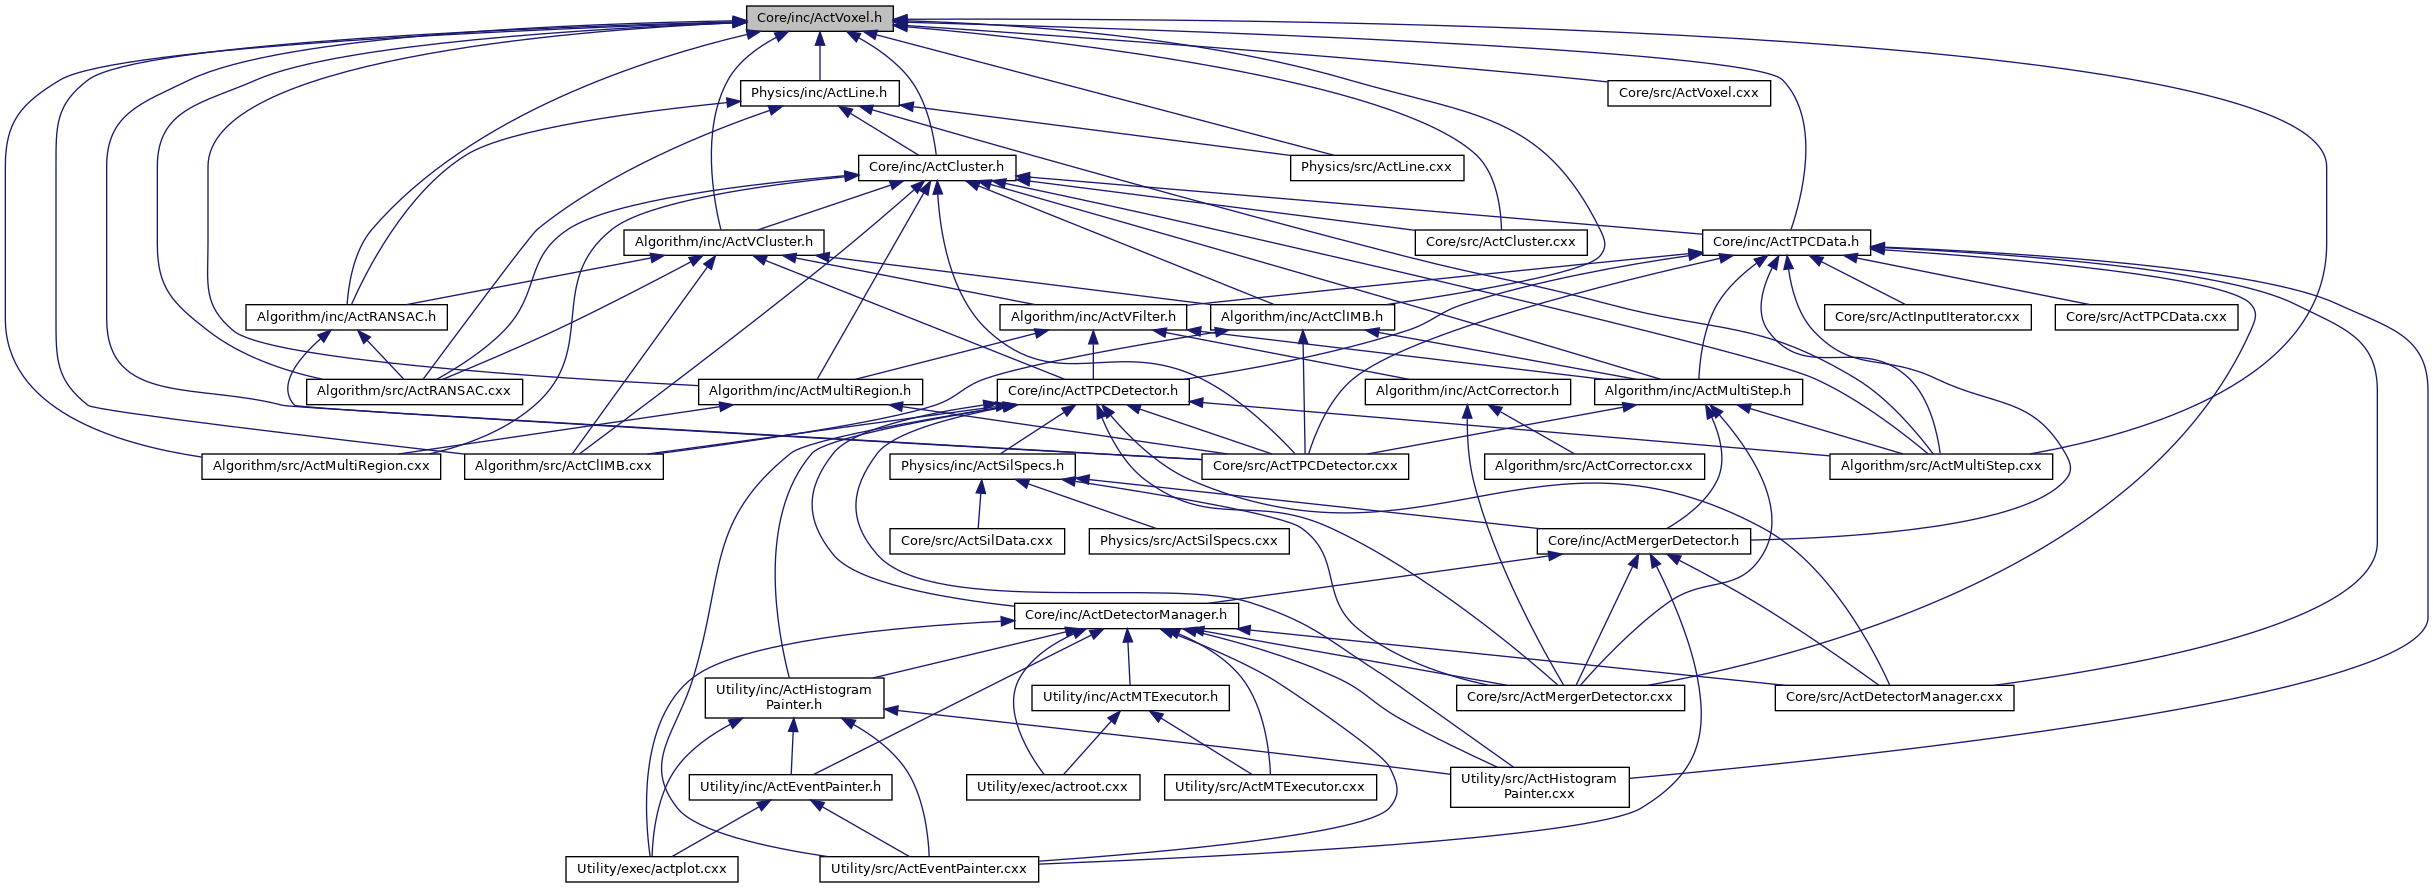 Core/inc/ActVoxel.h
Physics/inc/ActLine.h
Core/src/ActVoxel.cxx
Core/inc/ActCluster.h
Physics/src/ActLine.cxx
Algorithm/inc/ActVCluster.h
Core/src/ActCluster.cxx
Core/inc/ActTPCData.h
Algorithm/inc/ActRANSAC.h
Algorithm/inc/ActVFilter.h
Algorithm/inc/ActClIMB.h
Core/src/ActInputIterator.cxx
Core/src/ActTPCData.cxx
Algorithm/src/ActRANSAC.cxx
Algorithm/inc/ActMultiRegion.h
Core/inc/ActTPCDetector.h
Algorithm/inc/ActCorrector.h
Algorithm/inc/ActMultiStep.h
Algorithm/src/ActMultiRegion.cxx
Algorithm/src/ActClIMB.cxx
Physics/inc/ActSilSpecs.h
Core/src/ActTPCDetector.cxx
Algorithm/src/ActCorrector.cxx
Algorithm/src/ActMultiStep.cxx
Core/src/ActSilData.cxx
Physics/src/ActSilSpecs.cxx
Core/inc/ActMergerDetector.h
Core/inc/ActDetectorManager.h
Utility/inc/ActHistogram
Painter.h
Utility/inc/ActMTExecutor.h
Core/src/ActMergerDetector.cxx
Core/src/ActDetectorManager.cxx
Utility/inc/ActEventPainter.h
Utility/exec/actroot.cxx
Utility/src/ActMTExecutor.cxx
Utility/src/ActHistogram
Painter.cxx
Utility/exec/actplot.cxx
Utility/src/ActEventPainter.cxx